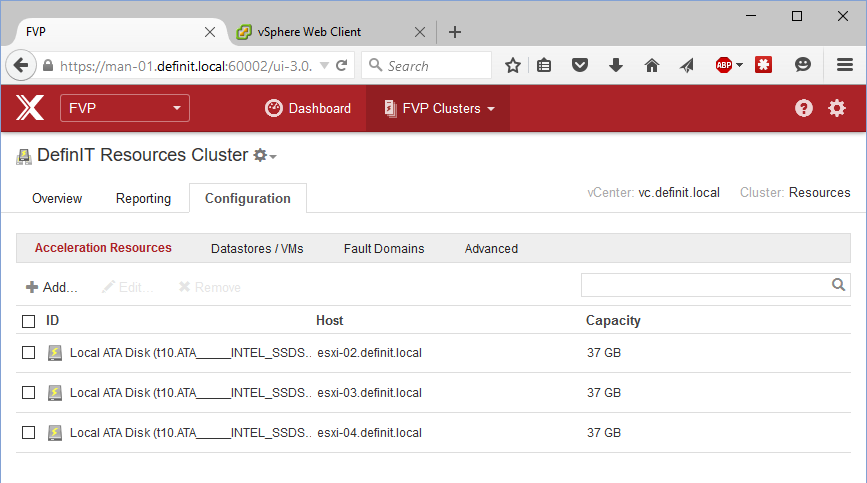 FVP
vSphere Web Client
https://man-01.definit.local:60002/ui-3.0.
Search
ABP
FVP
Dashboard
FVP Clusters
?
DefinIT Resources Cluster
Overview
Reporting
Configuration
vCenter: vc.definit.local
Cluster: Resources
Acceleration Resources
Datastores / VMs
Fault Domains
Advanced
Add...
Edit...
Remove
ID Host Capacity
Local ATA Disk (t10.ATA_____INTEL_SSDS.. esxi-02.definit.local 37 GB
Local ATA Disk (t10.ATA_____INTEL_SSDS.. esxi-03.definit.local 37 GB
Local ATA Disk (t10.ATA_____INTEL_SSDS.. esxi-04.definit.local 37 GB